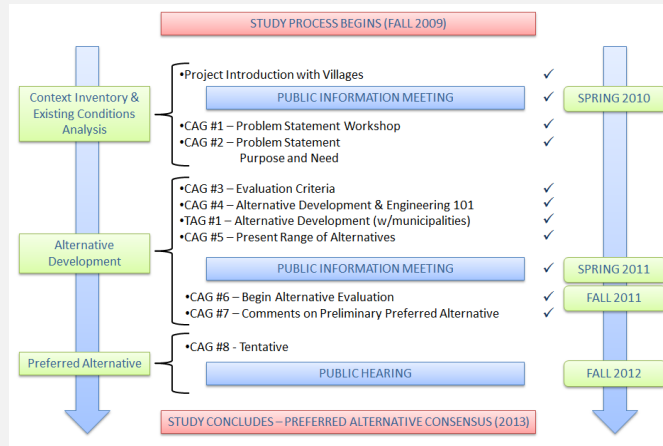 STUDY PROCESS BEGINS (FALL 2009)
Context Inventory &
Existing Conditions
Analysis
•Project Introduction with Villages ✓
PUBLIC INFORMATION MEETING ✓ SPRING 2010
•CAG #1 – Problem Statement Workshop ✓
•CAG #2 – Problem Statement ✓
Purpose and Need
Alternative
Development
•CAG #3 – Evaluation Criteria ✓
•CAG #4 – Alternative Development & Engineering 101 ✓
•TAG #1 – Alternative Development (w/municipalities) ✓
•CAG #5 – Present Range of Alternatives ✓
PUBLIC INFORMATION MEETING ✓ SPRING 2011
•CAG #6 – Begin Alternative Evaluation ✓ FALL 2011
•CAG #7 – Comments on Preliminary Preferred Alternative ✓
Preferred Alternative
•CAG #8 - Tentative
PUBLIC HEARING FALL 2012
STUDY CONCLUDES – PREFERRED ALTERNATIVE CONSENSUS (2013)